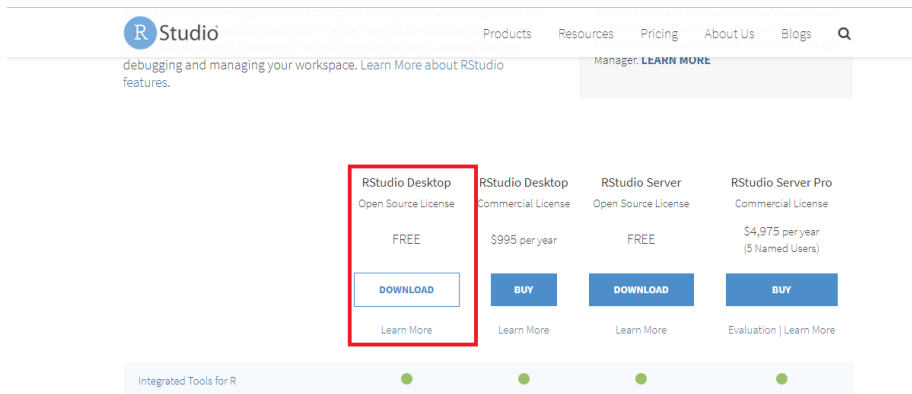 R Studio
Products Resources Pricing About Us Blogs
debugging and managing your workspace. Learn More about RStudio
features.
Manager. LEARN MORE
RStudio Desktop RStudio Desktop RStudio Server RStudio Server Pro
Open Source License Commercial License Open Source License Commercial License
FREE $995 per year FREE $4,975 per year
(5 Named Users)
DOWNLOAD BUY DOWNLOAD BUY
Learn More Learn More Learn More Evaluation | Learn More
Integrated Tools for R